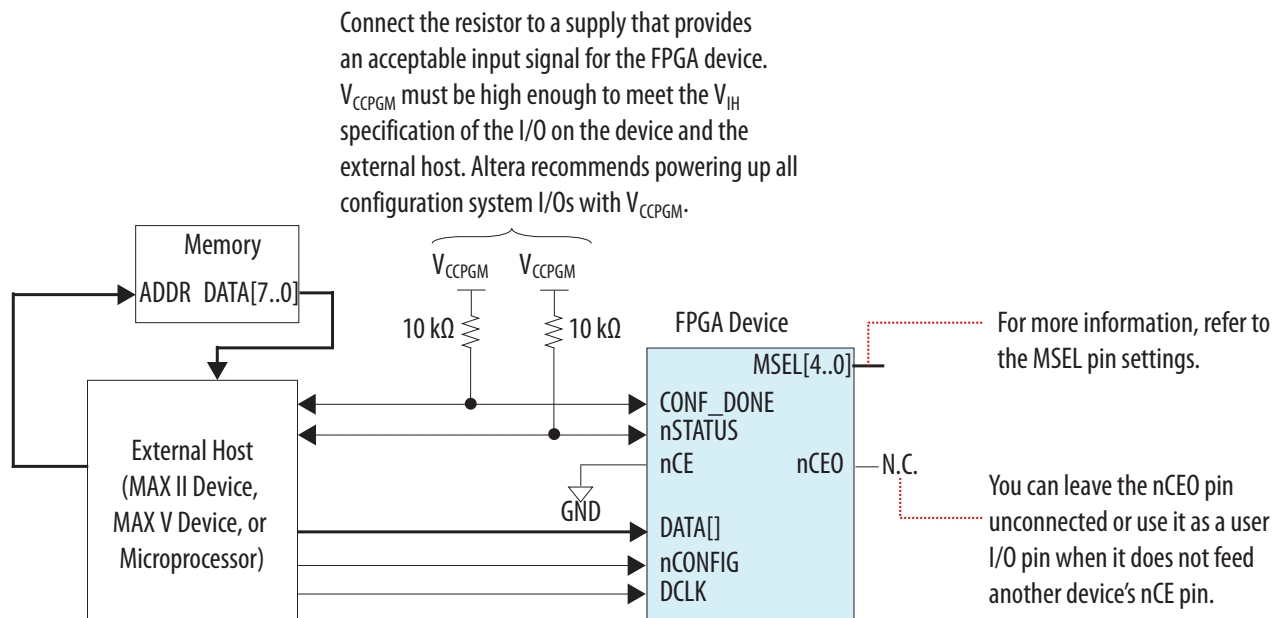 Connect the resistor to a supply that provides
an acceptable input signal for the FPGA device.
VCCPGM must be high enough to meet the VIH
specification of the I/O on the device and the
external host. Altera recommends powering up all
configuration system I/Os with VCCPGM.
Memory
ADDR DATA[7..0]
VCCPGM VCCPGM
10 kΩ 10 kΩ
FPGA Device
MSEL[4..0]
For more information, refer to
the MSEL pin settings.
CONF_DONE
nSTATUS
nCE nCEO N.C.
GND
External Host
(MAX II Device,
MAX V Device, or
Microprocessor)
DATA[]
nCONFIG
DCLK
You can leave the nCEO pin
unconnected or use it as a user
I/O pin when it does not feed
another device's nCE pin.